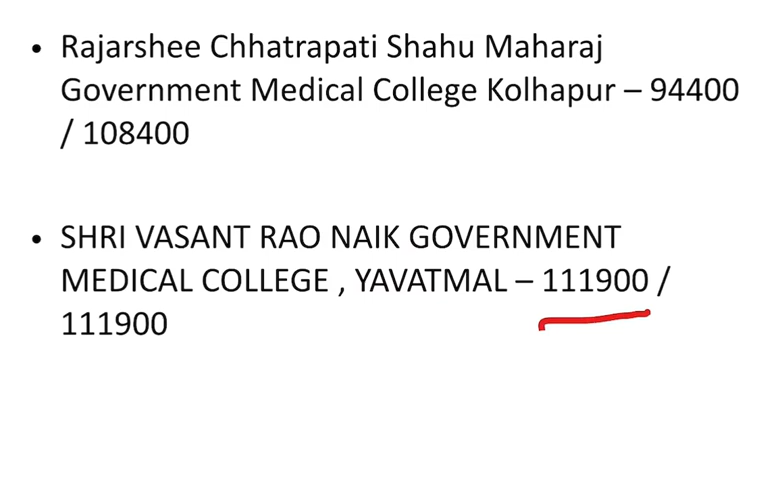 • Rajarshee Chhatrapati Shahu Maharaj
Government Medical College Kolhapur – 94400
/ 108400
• SHRI VASANT RAO NAIK GOVERNMENT
MEDICAL COLLEGE , YAVATMAL – 111900 /
111900